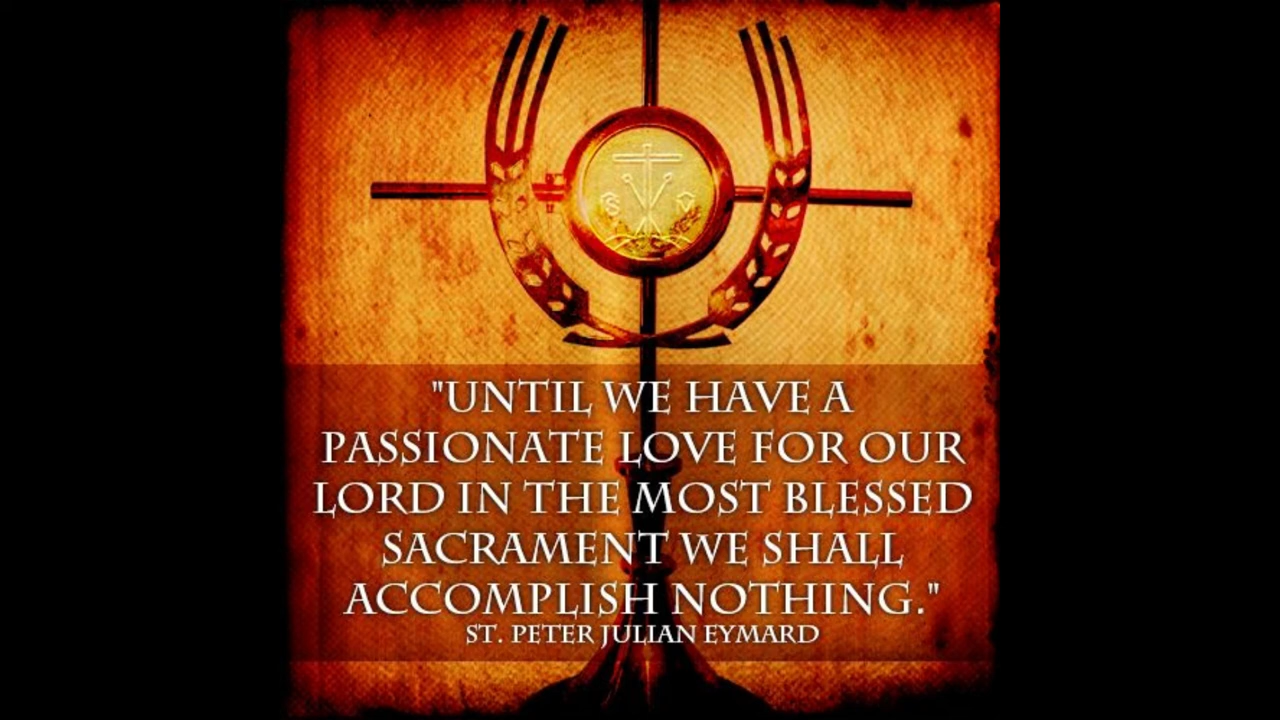 "UNTIL WE HAVE A
PASSIONATE LOVE FOR OUR
LORD IN THE MOST BLESSED
SACRAMENT WE SHALL
ACCOMPLISH NOTHING."
ST. PETER JULIAN EYMARD